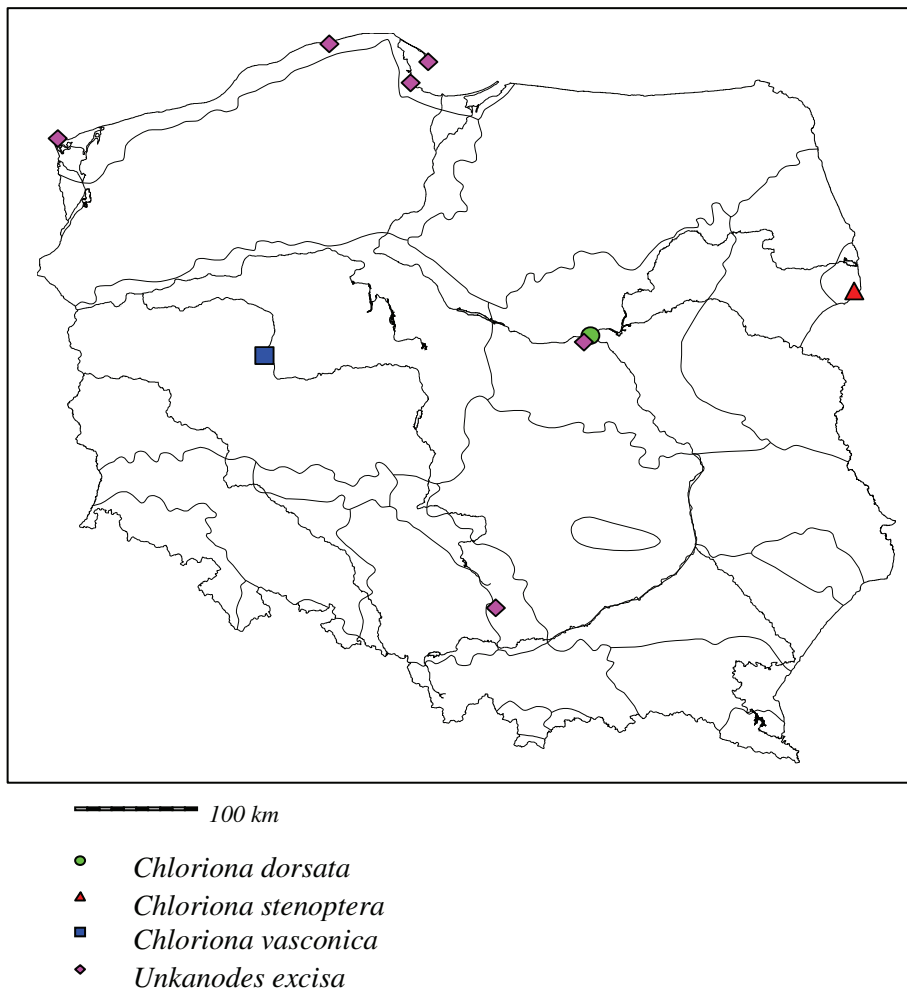 100 km
Chloriona dorsata
Chloriona stenoptera
Chloriona vasconica
Unkanodes excisa